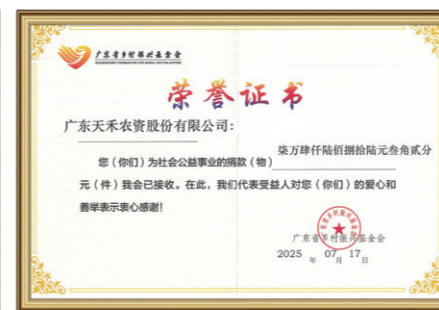 广东省乡村振兴基金会
荣誉证书
广东天禾农资股份有限公司：
您（你们）为社会公益事业的捐款（物）柒万肆仟陆佰捌拾陆元叁角贰分
元（件）我会已接收。在此，我们代表受益人对您（你们）的爱心和
善举表示衷心感谢！
广东省乡村振兴基金会
2025 年 07 月 17 日